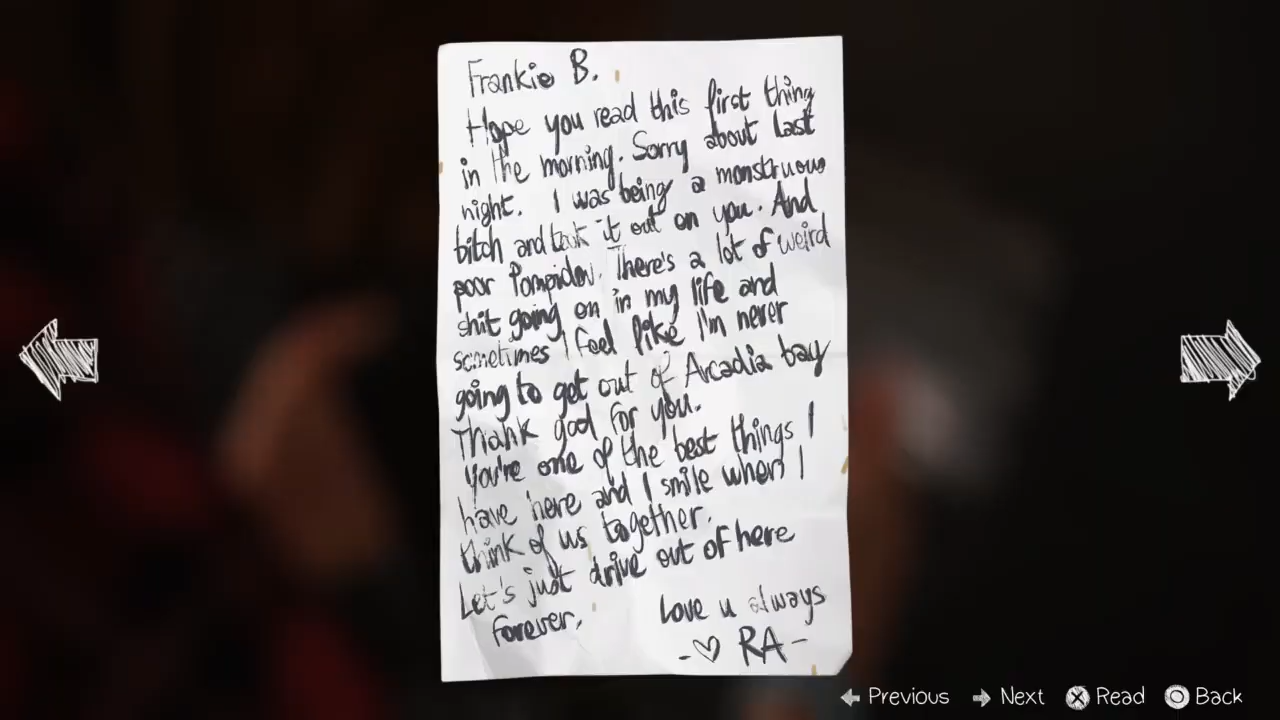 Frankie B.
Hope you read this first thing
in the morning. Sorry about last
night. I was being a monstruous
bitch and took it out on you. And
poor Pompidou. There's a lot of weird
shit going on in my life and
sometimes I feel like I'm never
going to get out of Arcadia bay
Thank god for you.
You're one of the best things I
have here and I smile when I
think of us together.
Let's just drive out of here
forever.
Love u always
-♡ RA-
Previous
Next
Read
Back